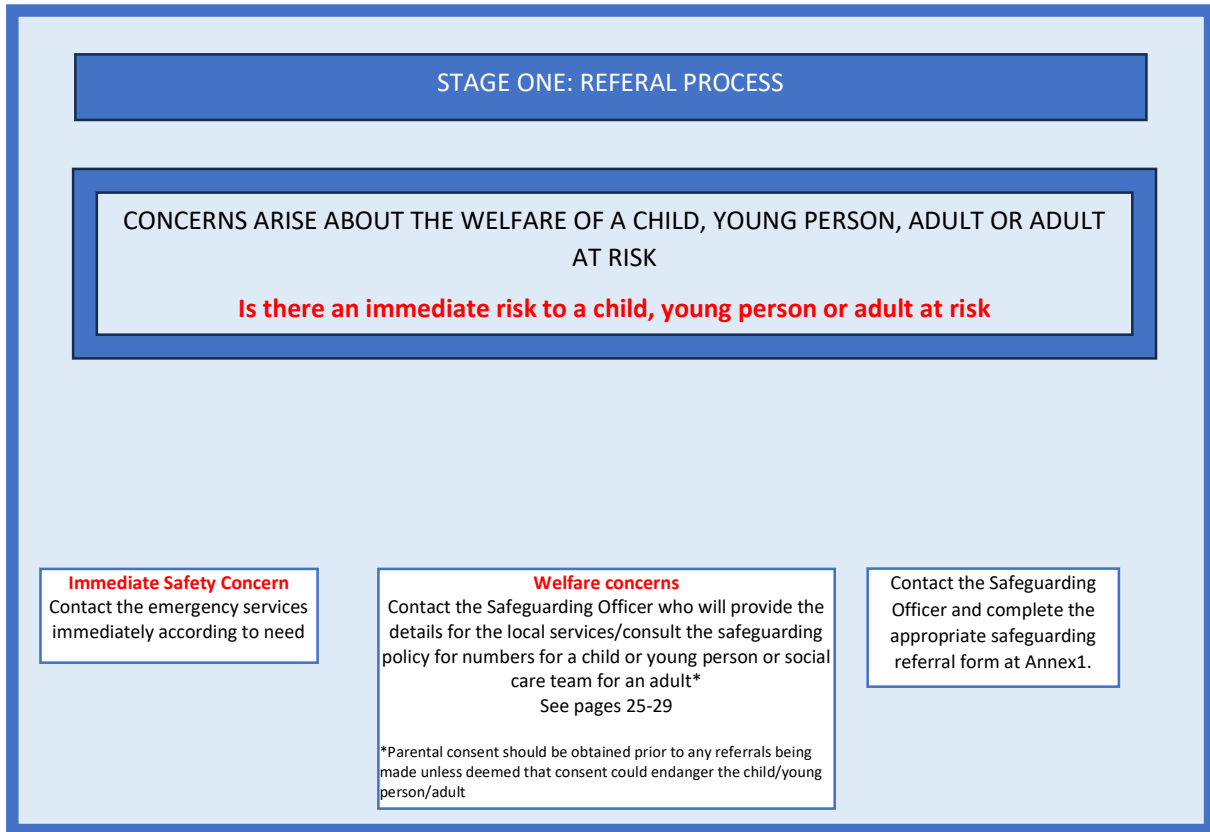 STAGE ONE: REFERAL PROCESS
CONCERNS ARISE ABOUT THE WELFARE OF A CHILD, YOUNG PERSON, ADULT OR ADULT
AT RISK
Is there an immediate risk to a child, young person or adult at risk
Immediate Safety Concern
Contact the emergency services
immediately according to need
Welfare concerns
Contact the Safeguarding Officer who will provide the
details for the local services/consult the safeguarding
policy for numbers for a child or young person or social
care team for an adult*
See pages 25-29
*Parental consent should be obtained prior to any referrals being
made unless deemed that consent could endanger the child/young
person/adult
Contact the Safeguarding
Officer and complete the
appropriate safeguarding
referral form at Annex1.